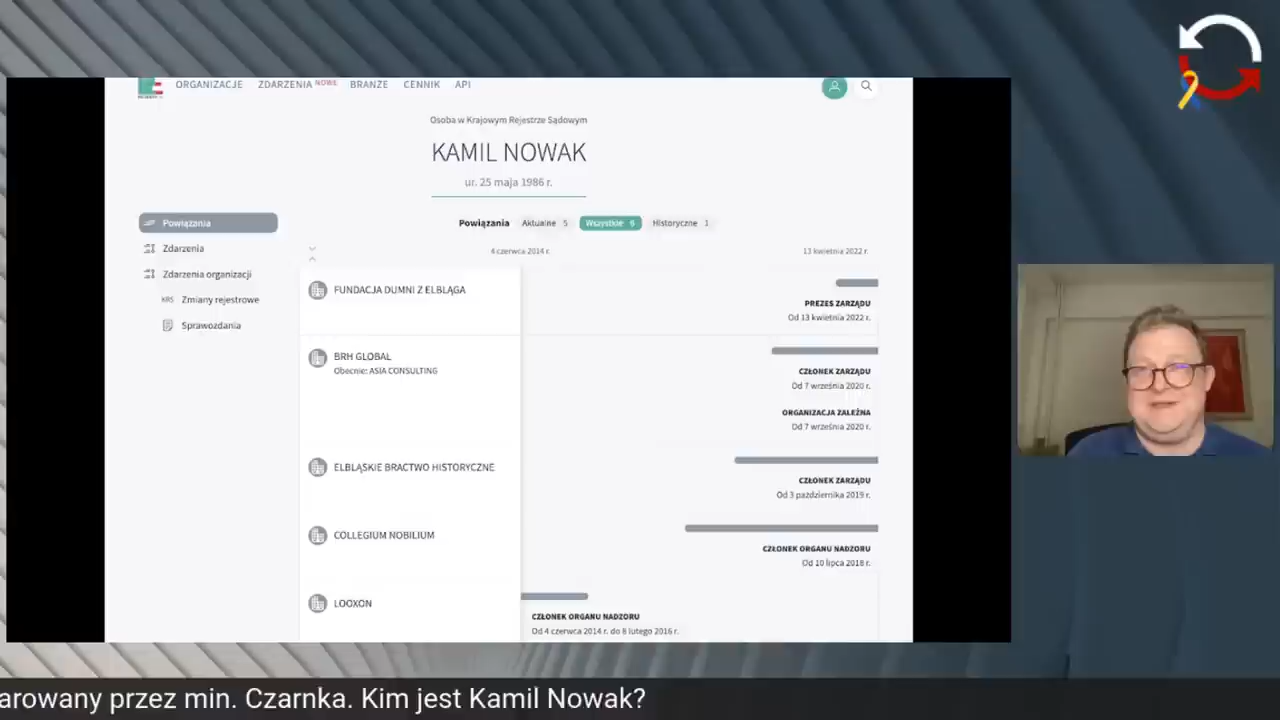 ORGANIZACJE ZDARZENIA NOWE BRANŻE CENNIK API
Osoba w Krajowym Rejestrze Sądowym
KAMIL NOWAK
ur. 25 maja 1986 r.
Powiązania
Zdarzenia
Zdarzenia organizacji
KRS Zmiany rejestrowe
Sprawozdania
Powiązania Aktualne 5 Wszystkie 6 Historyczne 1
4 czerwca 2014 r. 13 kwietnia 2022 r.
FUNDACJA DUMNI Z ELBLĄGA
PREZES ZARZĄDU
Od 13 kwietnia 2022 r.
BRH GLOBAL
Obecnie: ASIA CONSULTING
CZŁONEK ZARZĄDU
Od 7 września 2020 r.
ORGANIZACJA ZALEŻNA
Od 7 września 2020 r.
ELBLĄSKIE BRACTWO HISTORYCZNE
CZŁONEK ZARZĄDU
Od 3 października 2019 r.
COLLEGIUM NOBILIUM
CZŁONEK ORGANU NADZORU
Od 10 lipca 2018 r.
LOOXON
CZŁONEK ORGANU NADZORU
Od 4 czerwca 2014 r. do 8 lutego 2016 r.
arowany przez min. Czarnka. Kim jest Kamil Nowak?